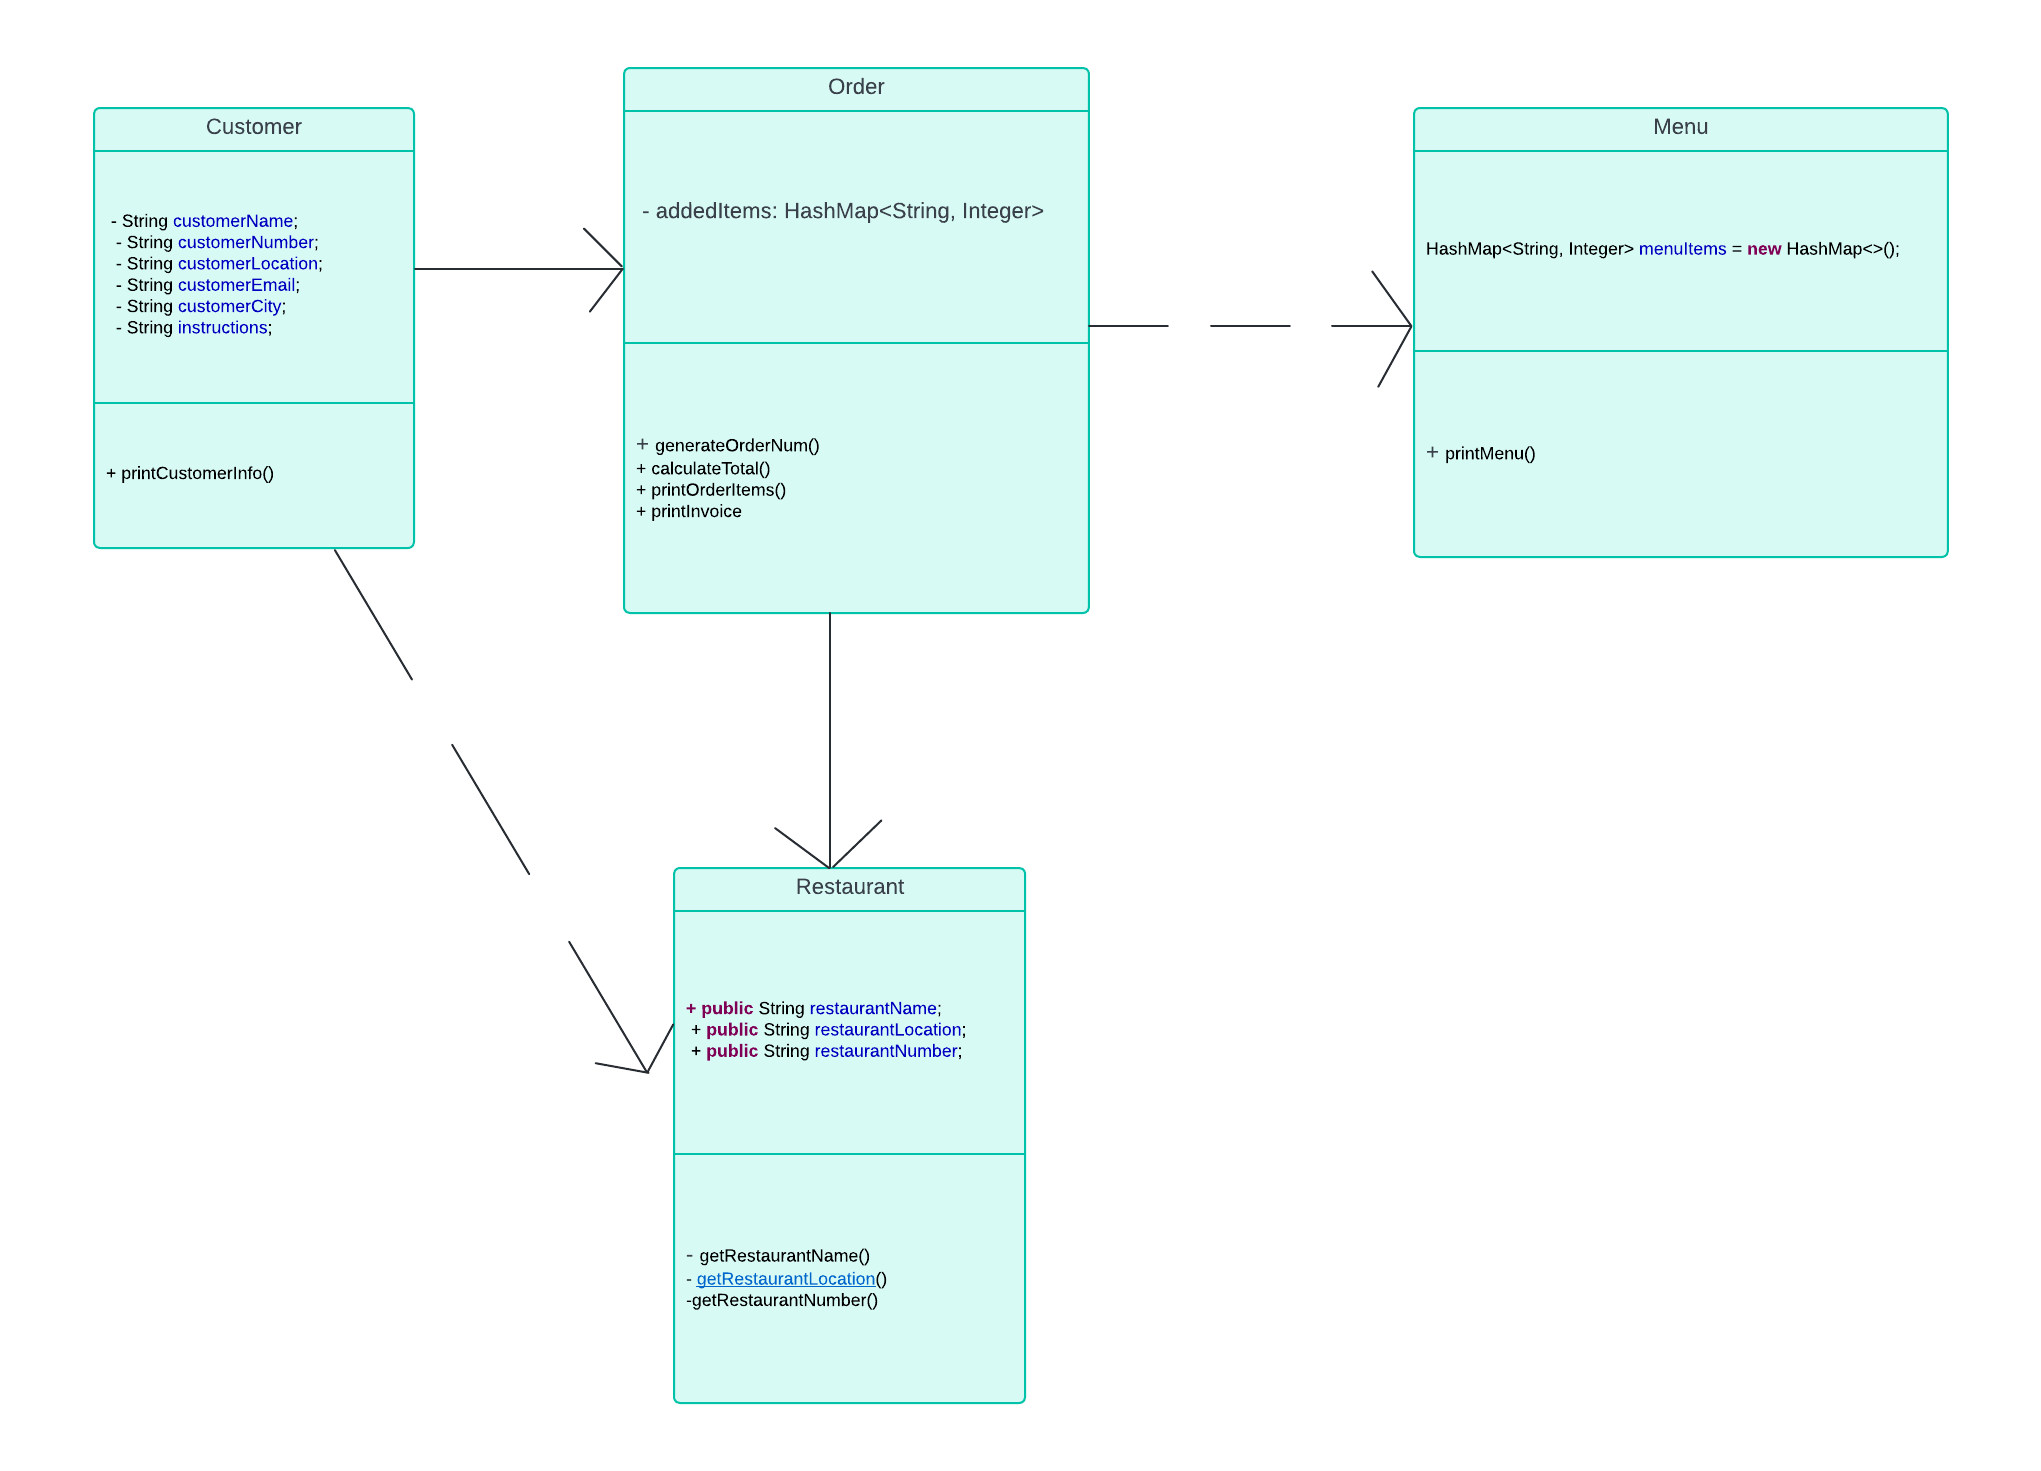 Customer
- String customerName;
- String customerNumber;
- String customerLocation;
- String customerEmail;
- String customerCity;
- String instructions;
+ printCustomerInfo()
Order
- addedItems: HashMap<String, Integer>
+ generateOrderNum()
+ calculateTotal()
+ printOrderItems()
+ printInvoice
Menu
HashMap<String, Integer> menuItems = new HashMap<>();
+ printMenu()
Restaurant
+ public String restaurantName;
+ public String restaurantLocation;
+ public String restaurantNumber;
- getRestaurantName()
- getRestaurantLocation()
-getRestaurantNumber()